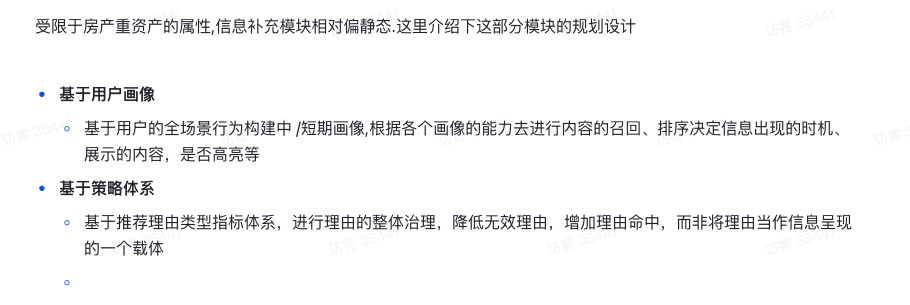 受限于房产重资产的属性,信息补充模块相对偏静态.这里介绍下这部分模块的规划设计
基于用户画像
基于用户的全场景行为构建中 /短期画像,根据各个画像的能力去进行内容的召回、排序决定信息出现的时机、
展示的内容，是否高亮等
基于策略体系
基于推荐理由类型指标体系，进行理由的整体治理，降低无效理由，增加理由命中，而非将理由当作信息呈现
的一个载体
访客 35441
访客 35441
访客 35441
访客 35441
访客 35441